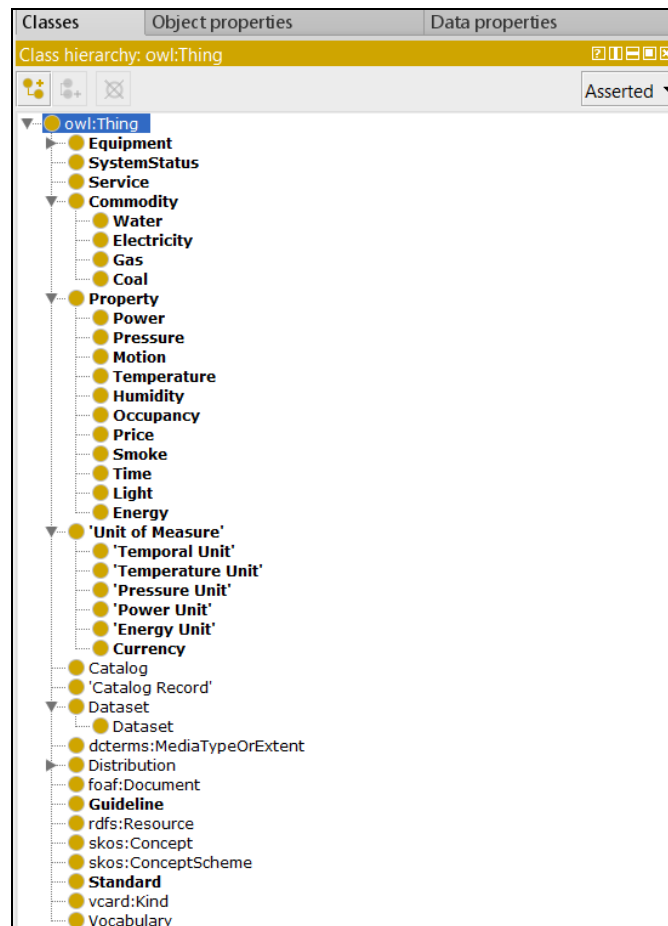 Classes Object properties Data properties
Class hierarchy: owl:Thing
Asserted
owl:Thing
Equipment
SystemStatus
Service
Commodity
Water
Electricity
Gas
Coal
Property
Power
Pressure
Motion
Temperature
Humidity
Occupancy
Price
Smoke
Time
Light
Energy
'Unit of Measure'
'Temporal Unit'
'Temperature Unit'
'Pressure Unit'
'Power Unit'
'Energy Unit'
Currency
Catalog
'Catalog Record'
Dataset
Dataset
dcterms:MediaTypeOrExtent
Distribution
foaf:Document
Guideline
rdfs:Resource
skos:Concept
skos:ConceptScheme
Standard
vcard:Kind
Vocabulary